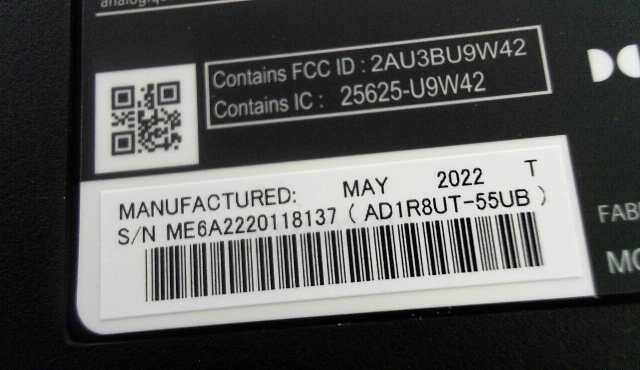 Contains FCC ID : 2AU3BU9W42
Contains IC : 25625-U9W42
MANUFACTURED: MAY 2022 T
S/N ME6A2220118137 ( AD1R8UT-55UB )